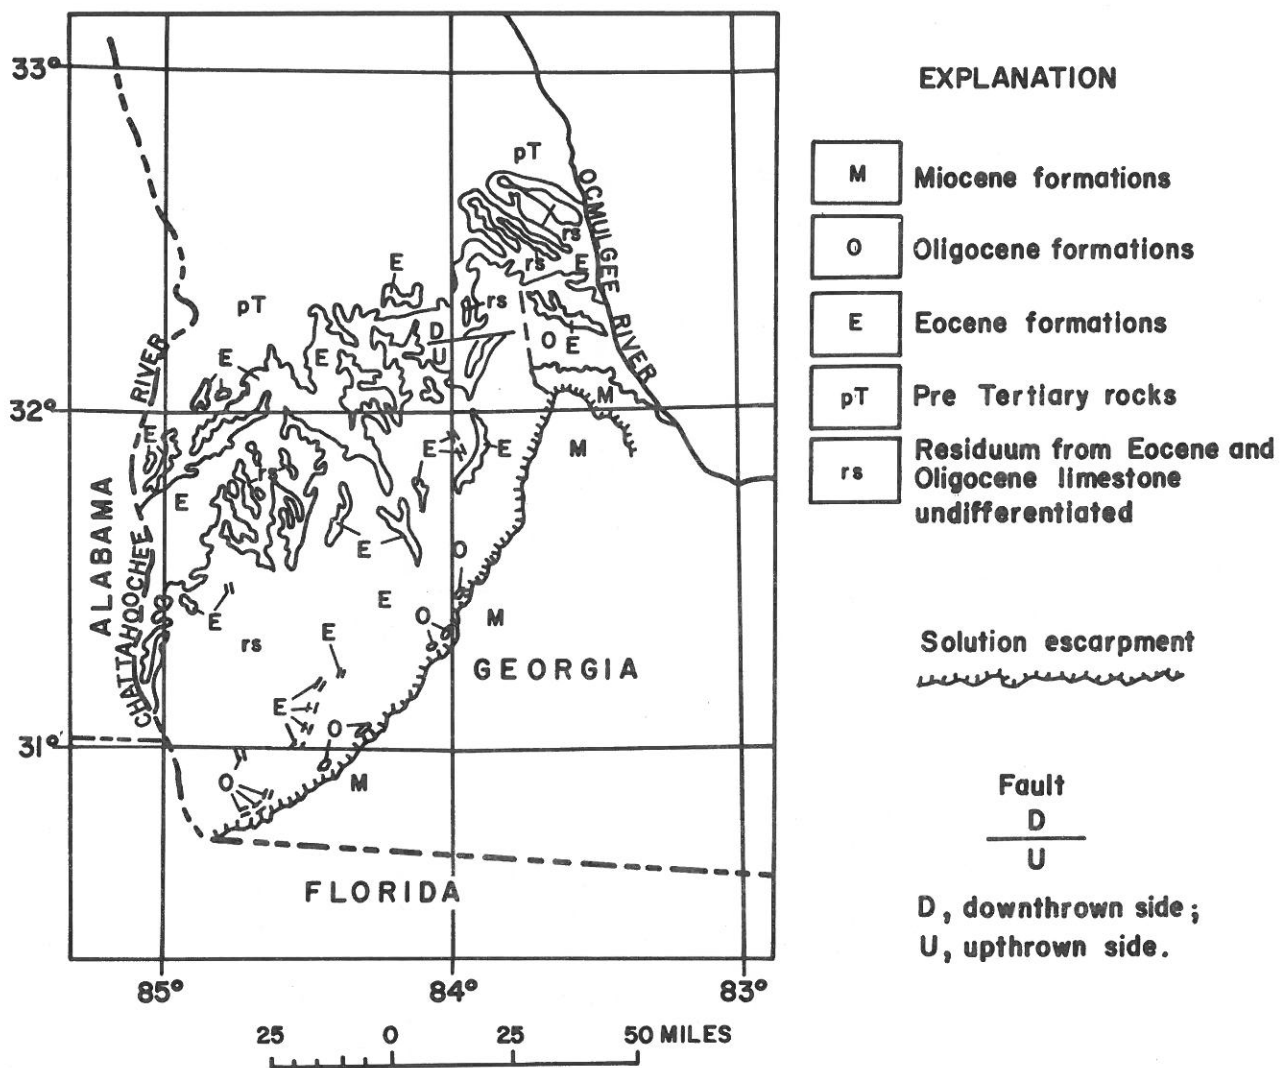 33°
32°
31°
85°
84°
83°
pT
rs
rs
E
E
rs
pT
D
U
E
E
O
E
M
M
E
E
E
rs
E
E
O
E
O
M
E
rs
E
E
O
O
M
OCMULGEE RIVER
CHATTAHOOCHEE RIVER
ALABAMA
GEORGIA
FLORIDA
25 0 25 50 MILES
EXPLANATION
M Miocene formations
O Oligocene formations
E Eocene formations
pT Pre Tertiary rocks
rs Residuum from Eocene and
Oligocene limestone
undifferentiated
Solution escarpment
Fault
D
U
D, downthrown side;
U, upthrown side.